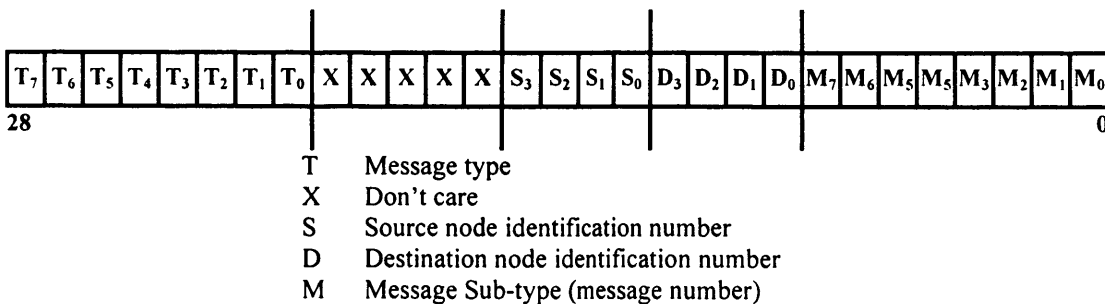 T₇ T₆ T₅ T₄ T₃ T₂ T₁ T₀ X X X X X S₃ S₂ S₁ S₀ D₃ D₂ D₁ D₀ M₇ M₆ M₅ M₅ M₃ M₂ M₁ M₀
28 0
T Message type
X Don't care
S Source node identification number
D Destination node identification number
M Message Sub-type (message number)